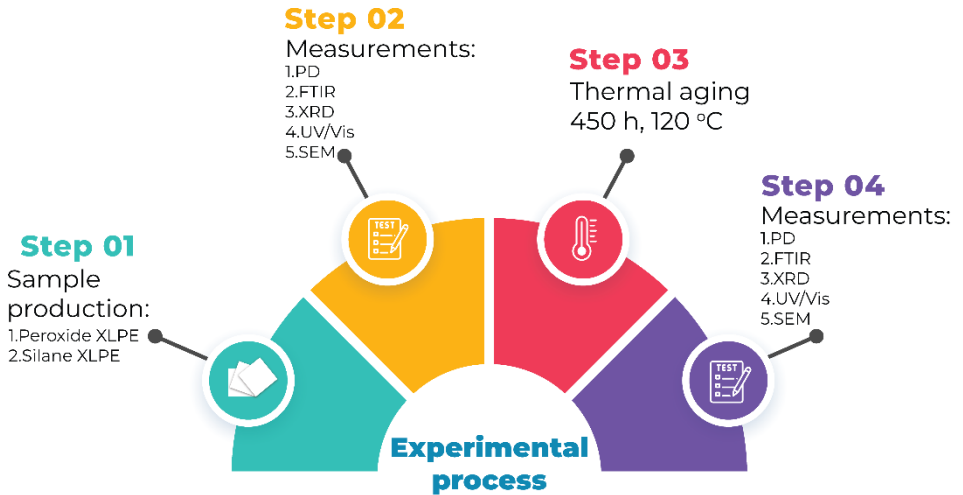 Step 01
Sample
production:
1.Peroxide XLPE
2.Silane XLPE
Step 02
Measurements:
1.PD
2.FTIR
3.XRD
4.UV/Vis
5.SEM
TEST
Step 03
Thermal aging
450 h, 120 °C
Step 04
Measurements:
1.PD
2.FTIR
3.XRD
4.UV/Vis
5.SEM
TEST
Experimental
process